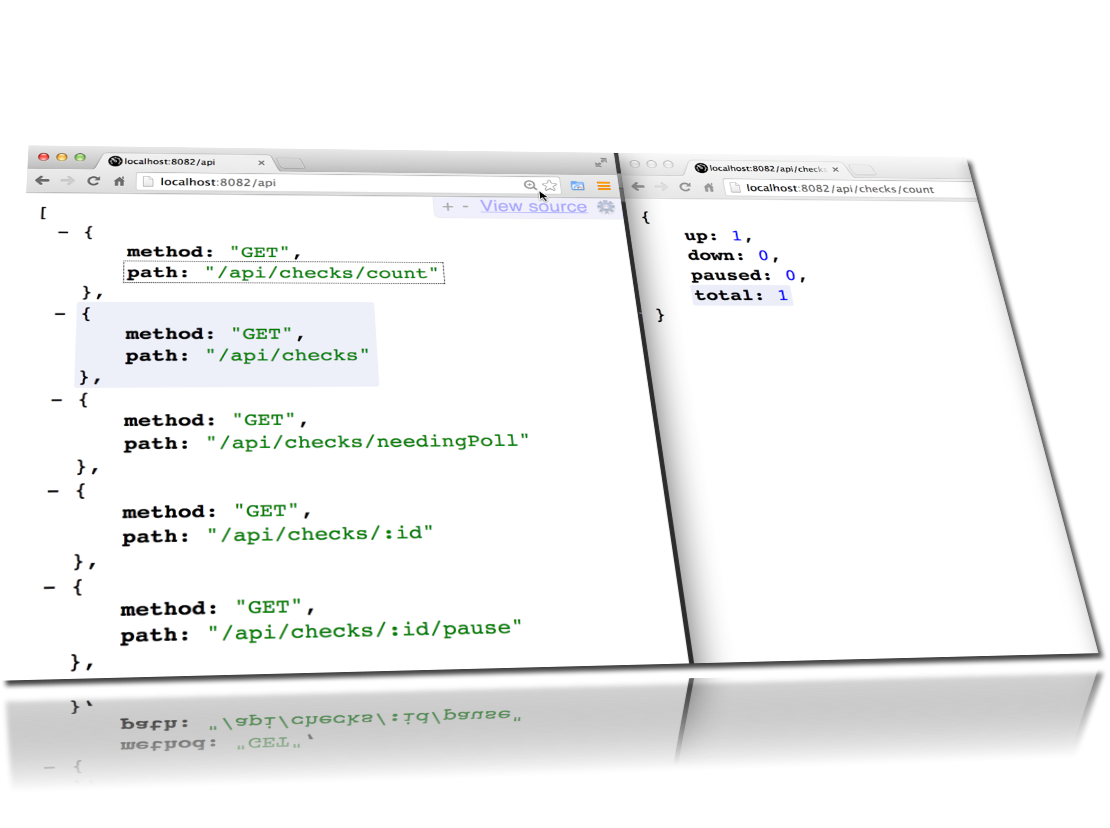 localhost:8082/api
localhost:8082/api
+ - View source
[
– {
method: "GET",
path: "/api/checks/count"
},
– {
method: "GET",
path: "/api/checks"
},
– {
method: "GET",
path: "/api/checks/needingPoll"
},
– {
method: "GET",
path: "/api/checks/:id"
},
– {
method: "GET",
path: "/api/checks/:id/pause"
},
localhost:8082/api/check
localhost:8082/api/checks/count
{
up: 1,
down: 0,
paused: 0,
total: 1
}